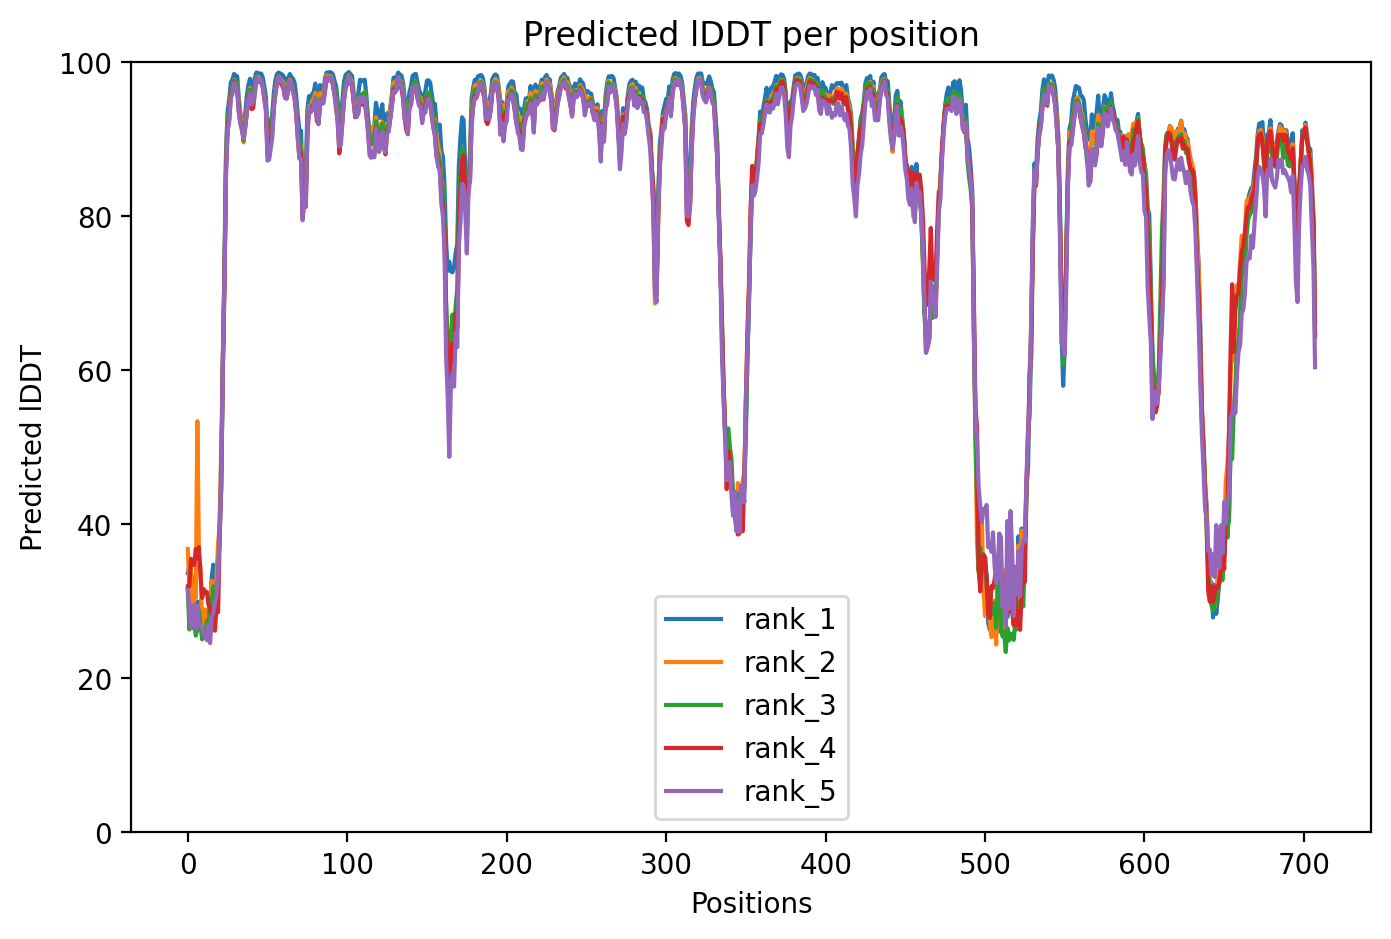 Predicted lDDT per position
Predicted lDDT
100
80
60
40
20
0
rank_1
rank_2
rank_3
rank_4
rank_5
0 100 200 300 400 500 600 700
Positions